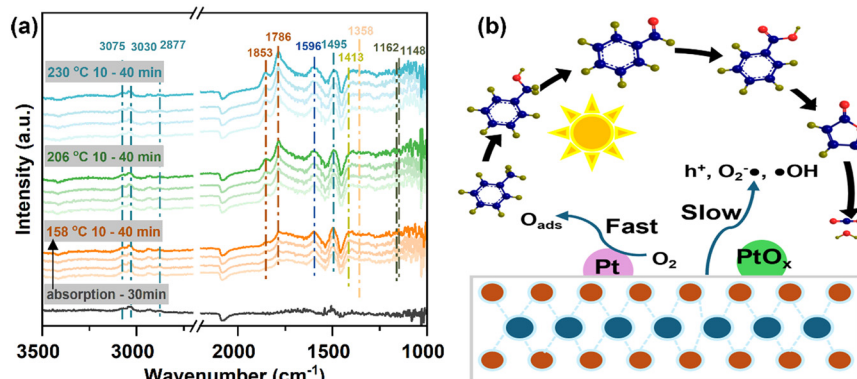 (a)
3075
3030
2877
1853
1786
1596
1495
1413
1358
1162
1148
230 °C 10 - 40 min
206 °C 10 - 40 min
158 °C 10 - 40 min
absorption - 30min
Intensity (a.u.)
3500
3000
2000
1500
1000
Wavenumber (cm⁻¹)
(b)
h⁺, O₂⁻•, •OH
Oads
Fast
Slow
O₂
Pt
PtOₓ